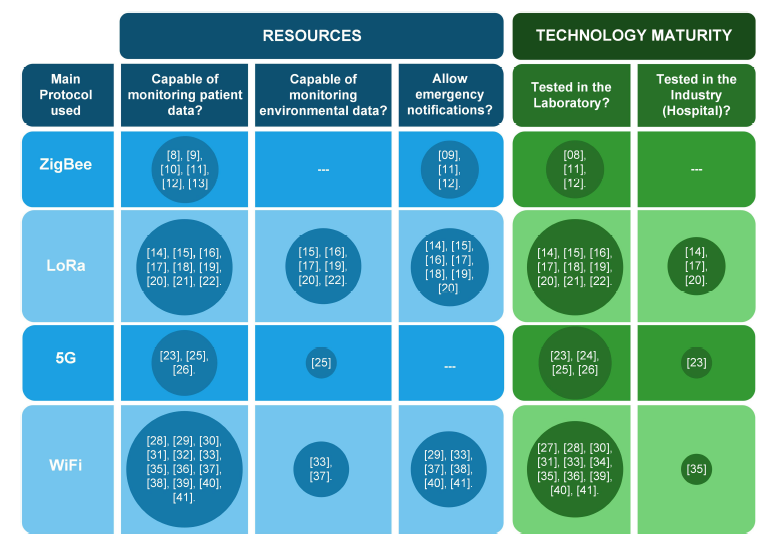 RESOURCES
TECHNOLOGY MATURITY
Main
Protocol
used
Capable of
monitoring patient
data?
Capable of
monitoring
environmental data?
Allow
emergency
notifications?
Tested in the
Laboratory?
Tested in the
Industry
(Hospital)?
ZigBee
[8], [9],
[10], [11],
[12], [13]
---
[09],
[11],
[12].
[08],
[11],
[12].
---
LoRa
[14], [15], [16],
[17], [18], [19],
[20], [21], [22].
[15], [16],
[17], [19],
[20], [22].
[14], [15],
[16], [17],
[18], [19],
[20]
[14], [15], [16],
[17], [18], [19],
[20], [21], [22].
[14],
[17],
[20].
5G
[23], [25],
[26]
[25]
---
[23], [24],
[25], [26]
[23]
WiFi
[28], [29], [30],
[31], [32], [33],
[35], [36], [37],
[38], [39], [40],
[41].
[33],
[37].
[29], [33],
[37], [38],
[40], [41].
[27], [28], [30],
[31], [33], [34],
[35], [36], [39],
[40], [41].
[35]